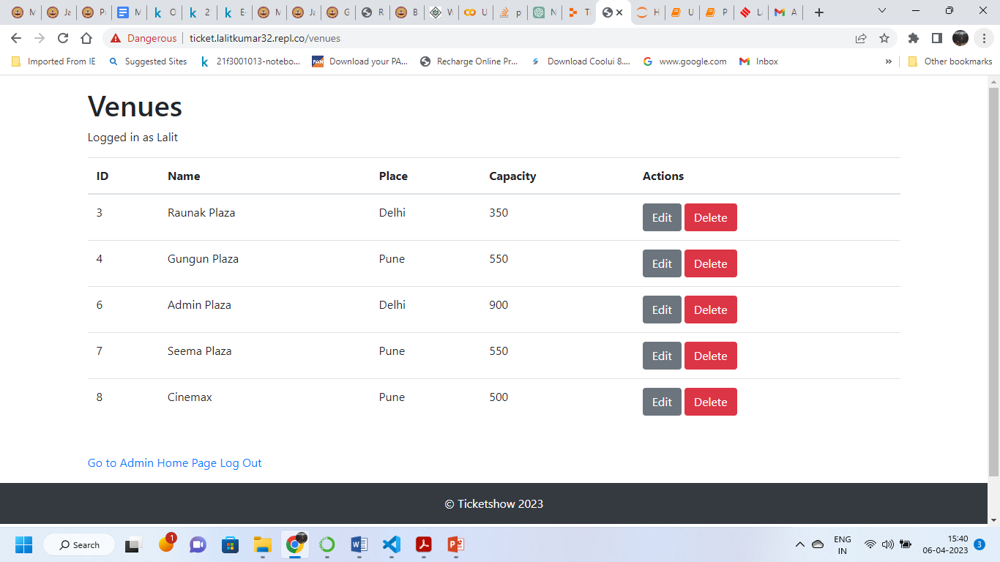 M Ja Pr M O 2 E- M Ja G R B W U p N Ti H U P La A
Dangerous ticket.lalitkumar32.repl.co/venues
Imported From IE Suggested Sites 21f3001013-notebo... Download your PA... Recharge Online Pr... Download Coolui 8.... www.google.com Inbox » Other bookmarks
Venues
Logged in as Lalit
ID Name Place Capacity Actions
3 Raunak Plaza Delhi 350 Edit Delete
4 Gungun Plaza Pune 550 Edit Delete
6 Admin Plaza Delhi 900 Edit Delete
7 Seema Plaza Pune 550 Edit Delete
8 Cinemax Pune 500 Edit Delete
Go to Admin Home Page Log Out
© Ticketshow 2023
Search 1 ENG 15:40
IN 06-04-2023 3